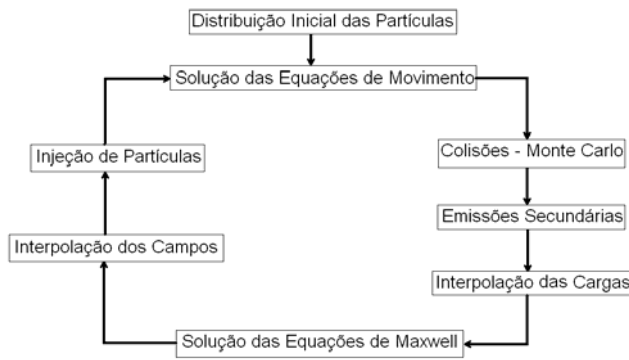 Distribuição Inicial das Partículas
Solução das Equações de Movimento
Injeção de Partículas
Colisões - Monte Carlo
Emissões Secundárias
Interpolação dos Campos
Interpolação das Cargas
Solução das Equações de Maxwell